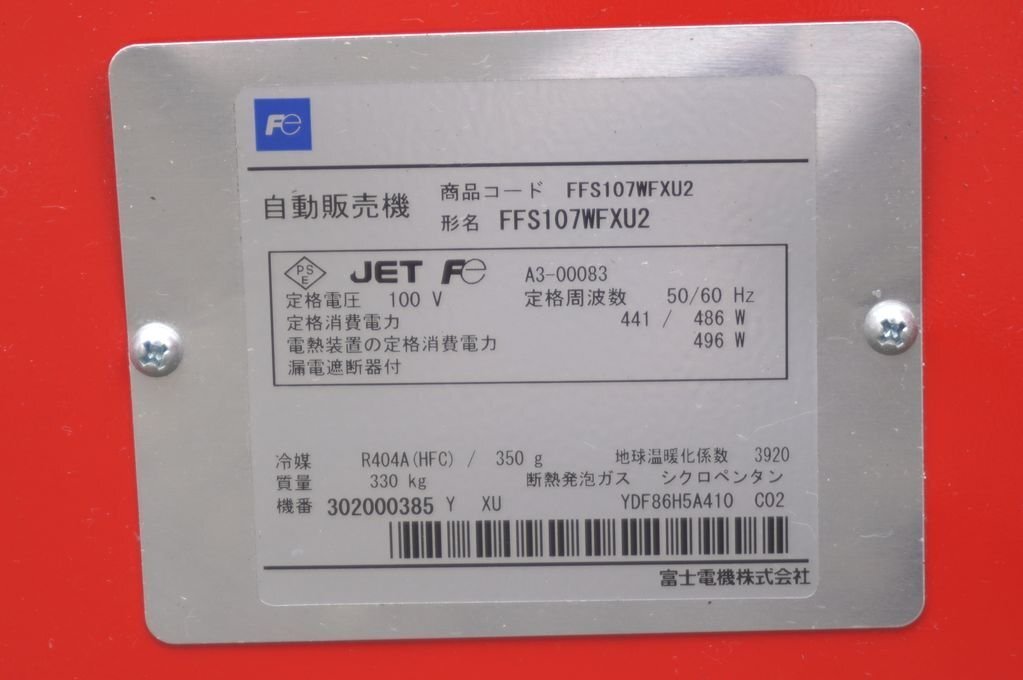 Fe
自動販売機
商品コード FFS107WFXU2
形名 FFS107WFXU2
PS E JET Fe A3-00083
定格電圧 100 V 定格周波数 50/60 Hz
定格消費電力 441 / 486 W
電熱装置の定格消費電力 496 W
漏電遮断器付
冷媒 R404A(HFC) / 350 g 地球温暖化係数 3920
質量 330 kg 断熱発泡ガス シクロペンタン
機番 302000385 Y XU YDF86H5A410 CO2
富士電機株式会社